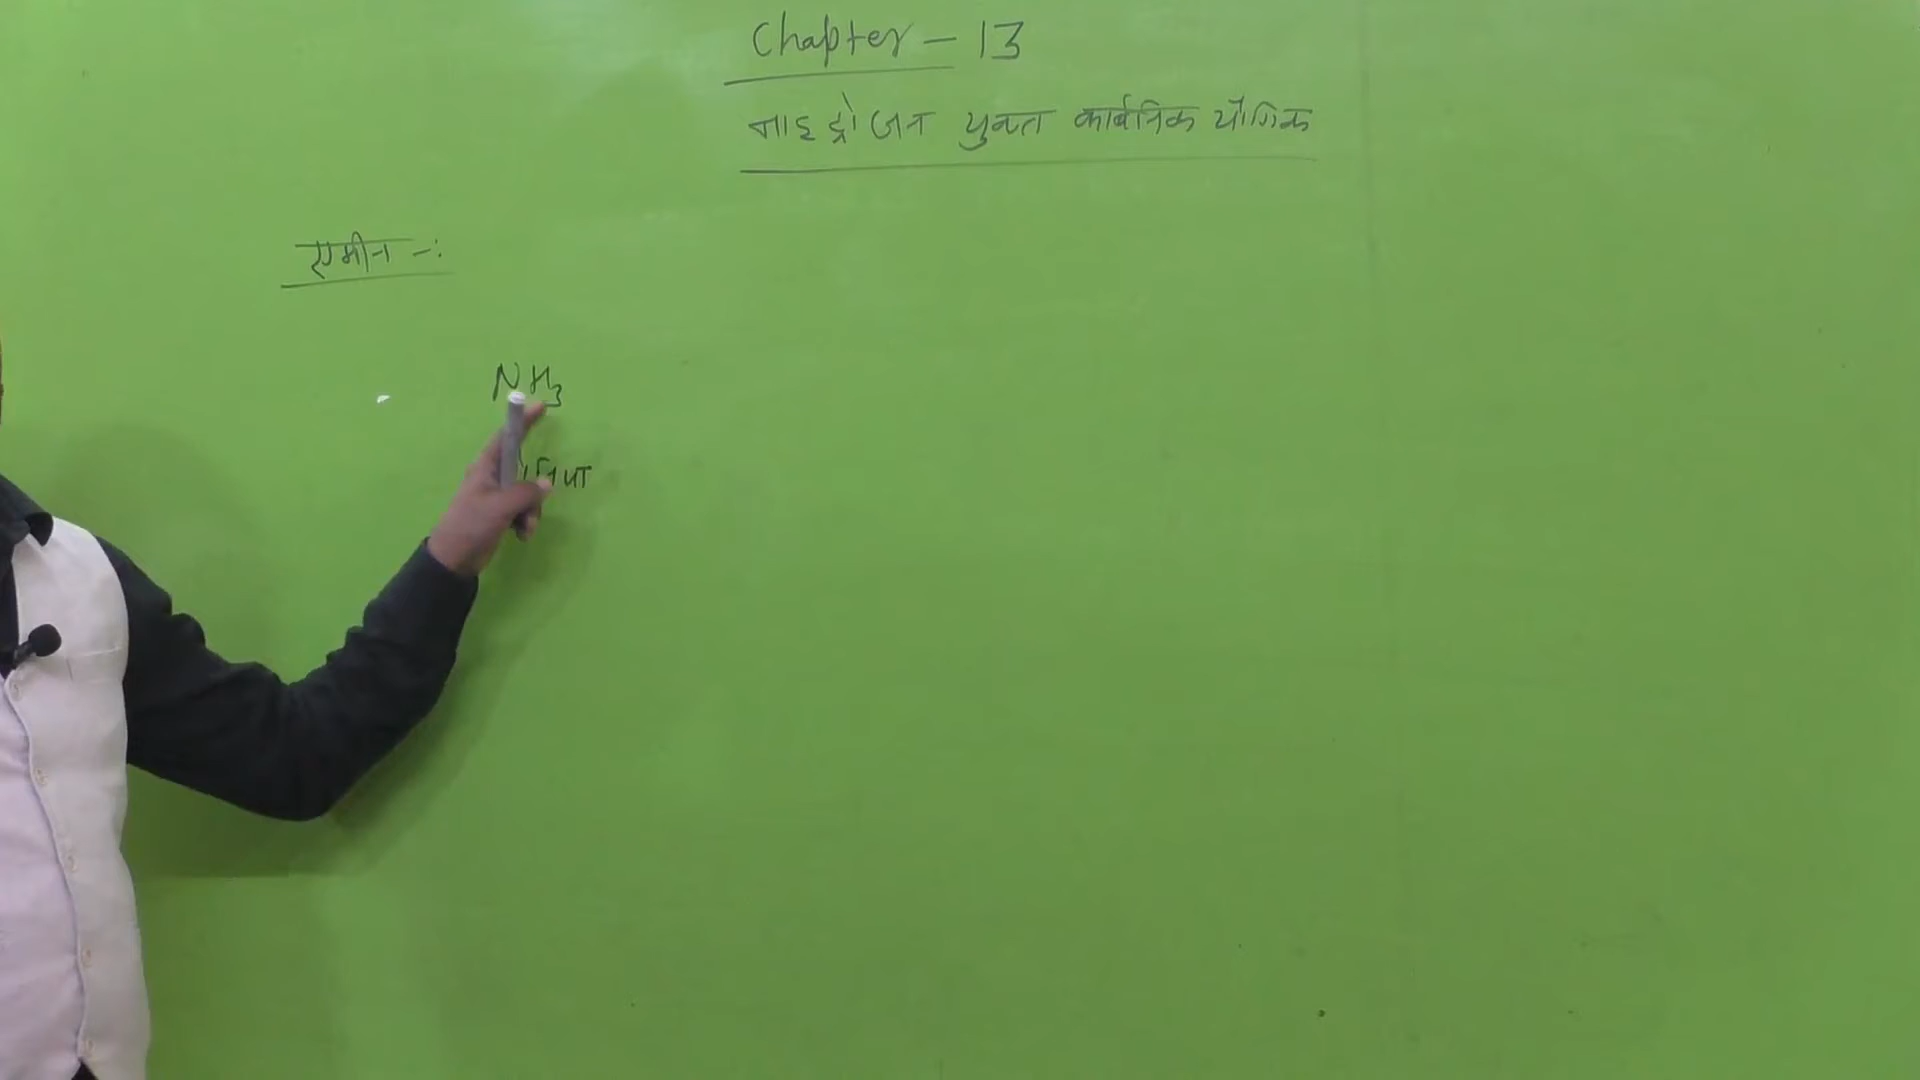 Chapter - 13
नाइट्रोजन युक्त कार्बनिक यौगिक
एमीन -:
NH3